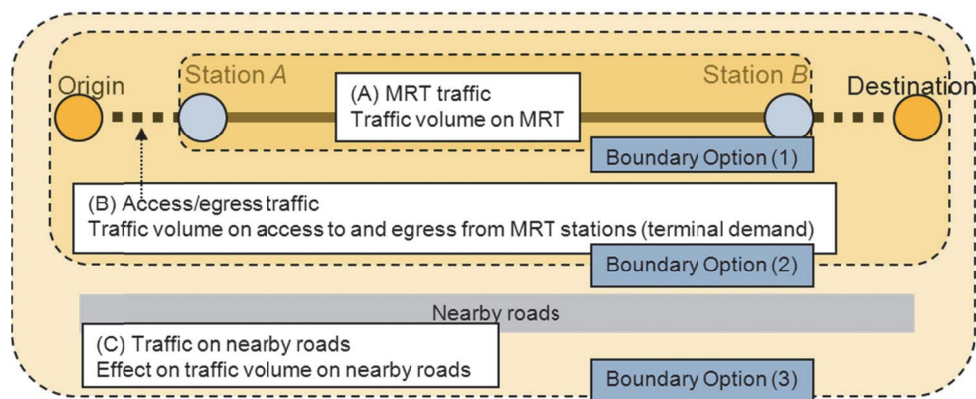 Station A
Station B
Origin
Destination
(A) MRT traffic
Traffic volume on MRT
Boundary Option (1)
(B) Access/egress traffic
Traffic volume on access to and egress from MRT stations (terminal demand)
Boundary Option (2)
Nearby roads
(C) Traffic on nearby roads
Effect on traffic volume on nearby roads
Boundary Option (3)